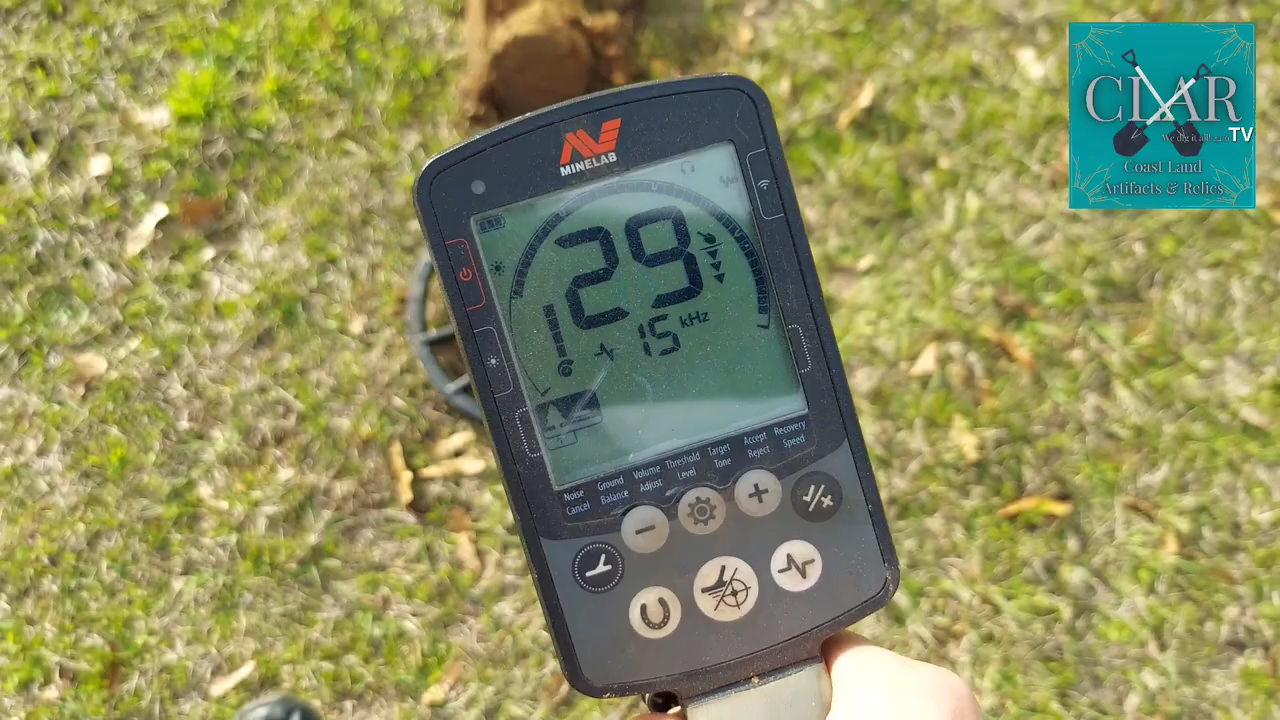 MINELAB
29
15 kHz
Noise Cancel
Ground Balance
Volume Adjust
Threshold Level
Target Tone
Accept Reject
Recovery Speed
CLAR
TV
Coast Land
Artifacts & Relics